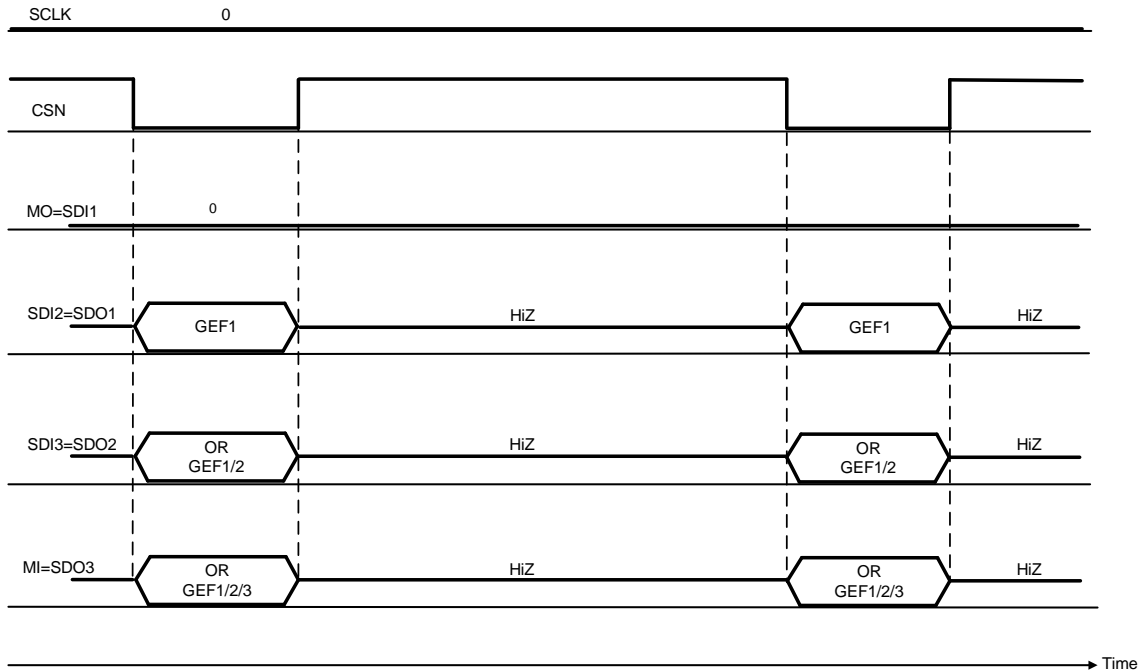 SCLK 0
CSN
MO=SDI1 0
SDI2=SDO1 GEF1 HiZ GEF1 HiZ
SDI3=SDO2 OR GEF1/2 HiZ OR GEF1/2 HiZ
MI=SDO3 OR GEF1/2/3 HiZ OR GEF1/2/3 HiZ
Time